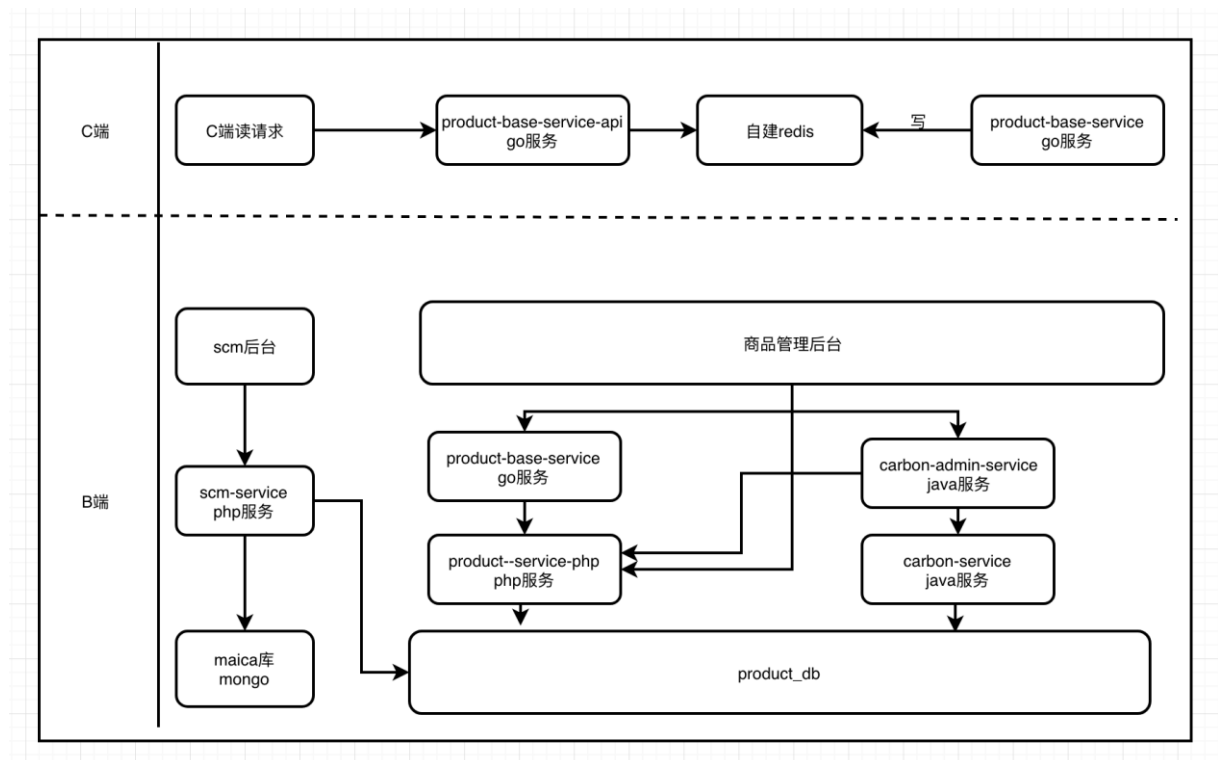 C端
C端读请求
product-base-service-api
go服务
自建redis
写
product-base-service
go服务
B端
scm后台
商品管理后台
product-base-service
go服务
carbon-admin-service
java服务
scm-service
php服务
product--service-php
php服务
carbon-service
java服务
maica库
mongo
product_db